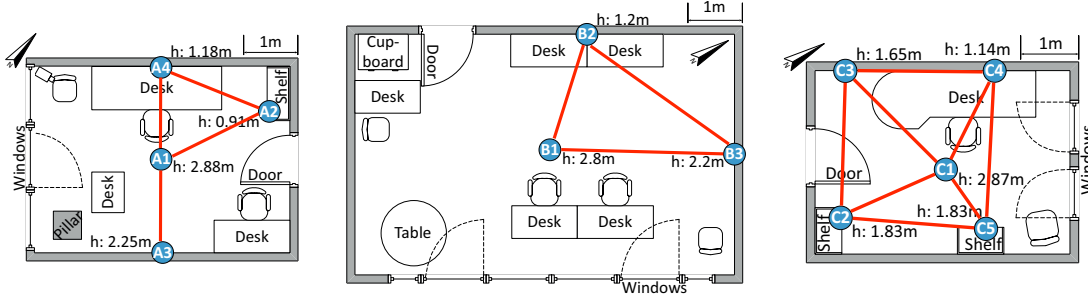 h: 1.18m
1m
A4
Desk
Shelf
A2
h: 0.91m
A1
h: 2.88m
Windows
Door
Desk
Pillar
h: 2.25m
A3
Desk
h: 1.2m
1m
B2
Cup-
board
Door
Desk
Desk
Desk
B1
h: 2.8m
h: 2.2m
B3
Desk
Desk
Table
Windows
h: 1.65m
h: 1.14m
1m
C3
C4
Desk
Door
C1
h: 2.87m
Windows
C2
h: 1.83m
h: 1.83m
C5
Shelf
Shelf